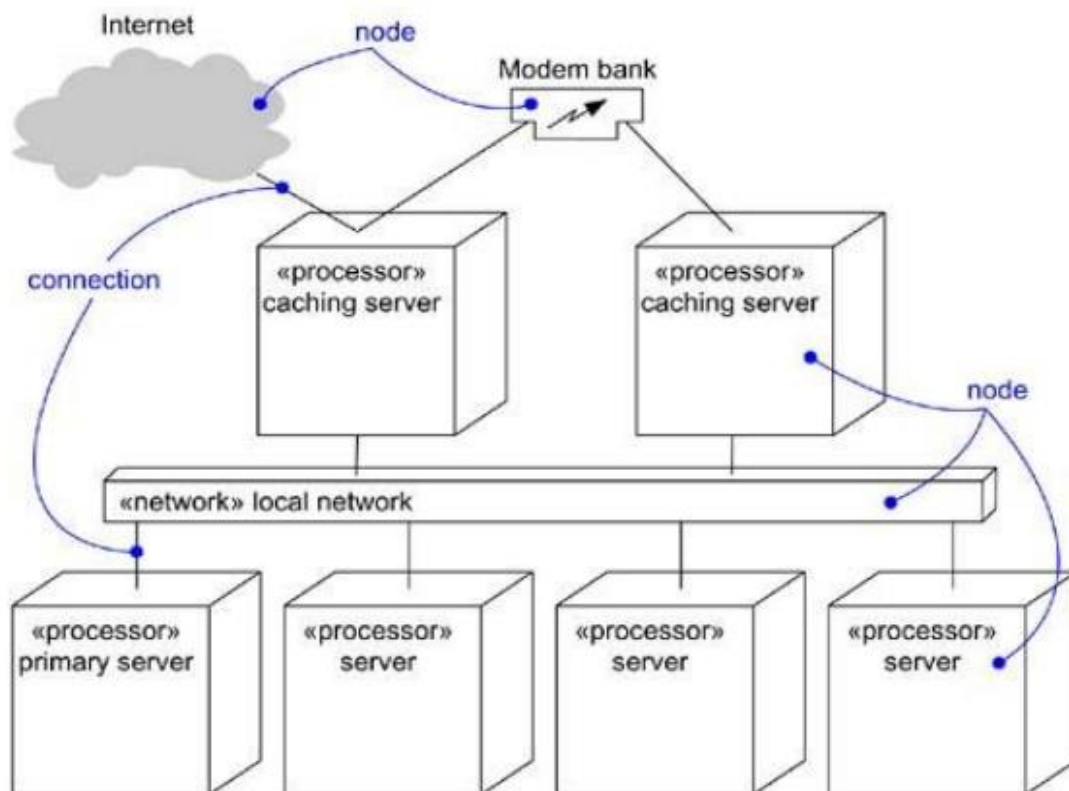 Internet
node
Modem bank
«processor»
caching server
«processor»
caching server
connection
node
«network» local network
«processor»
primary server
«processor»
server
«processor»
server
«processor»
server